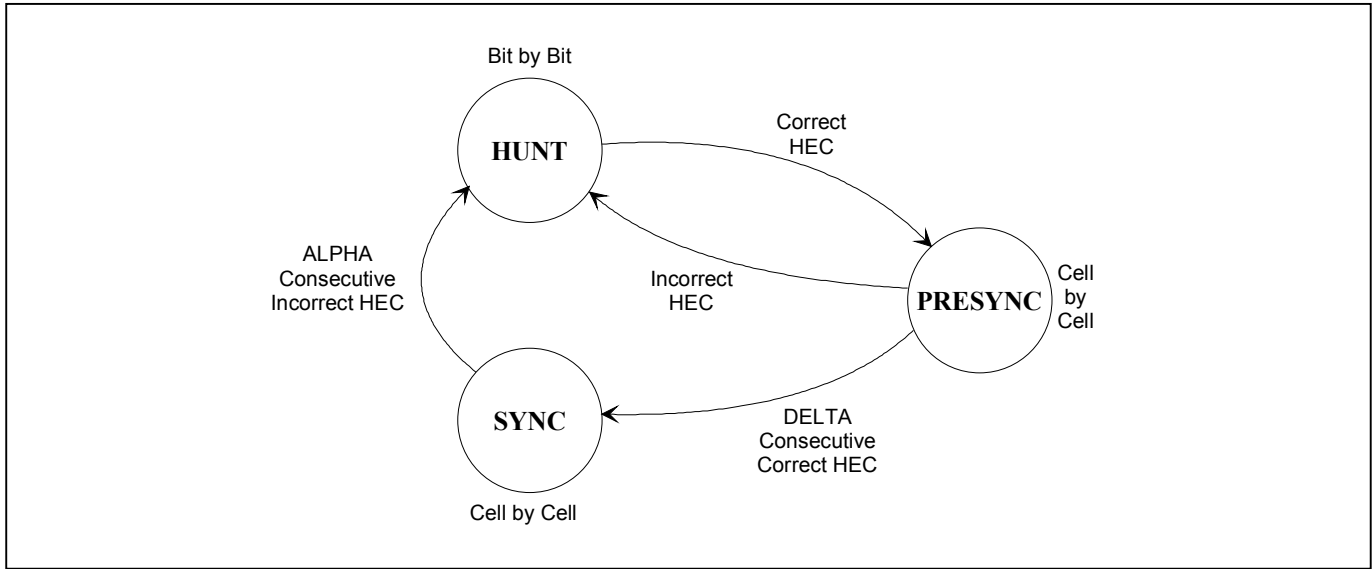 Bit by Bit
HUNT
Correct
HEC
ALPHA
Consecutive
Incorrect HEC
Incorrect
HEC
PRESYNC
Cell
by
Cell
SYNC
DELTA
Consecutive
Correct HEC
Cell by Cell